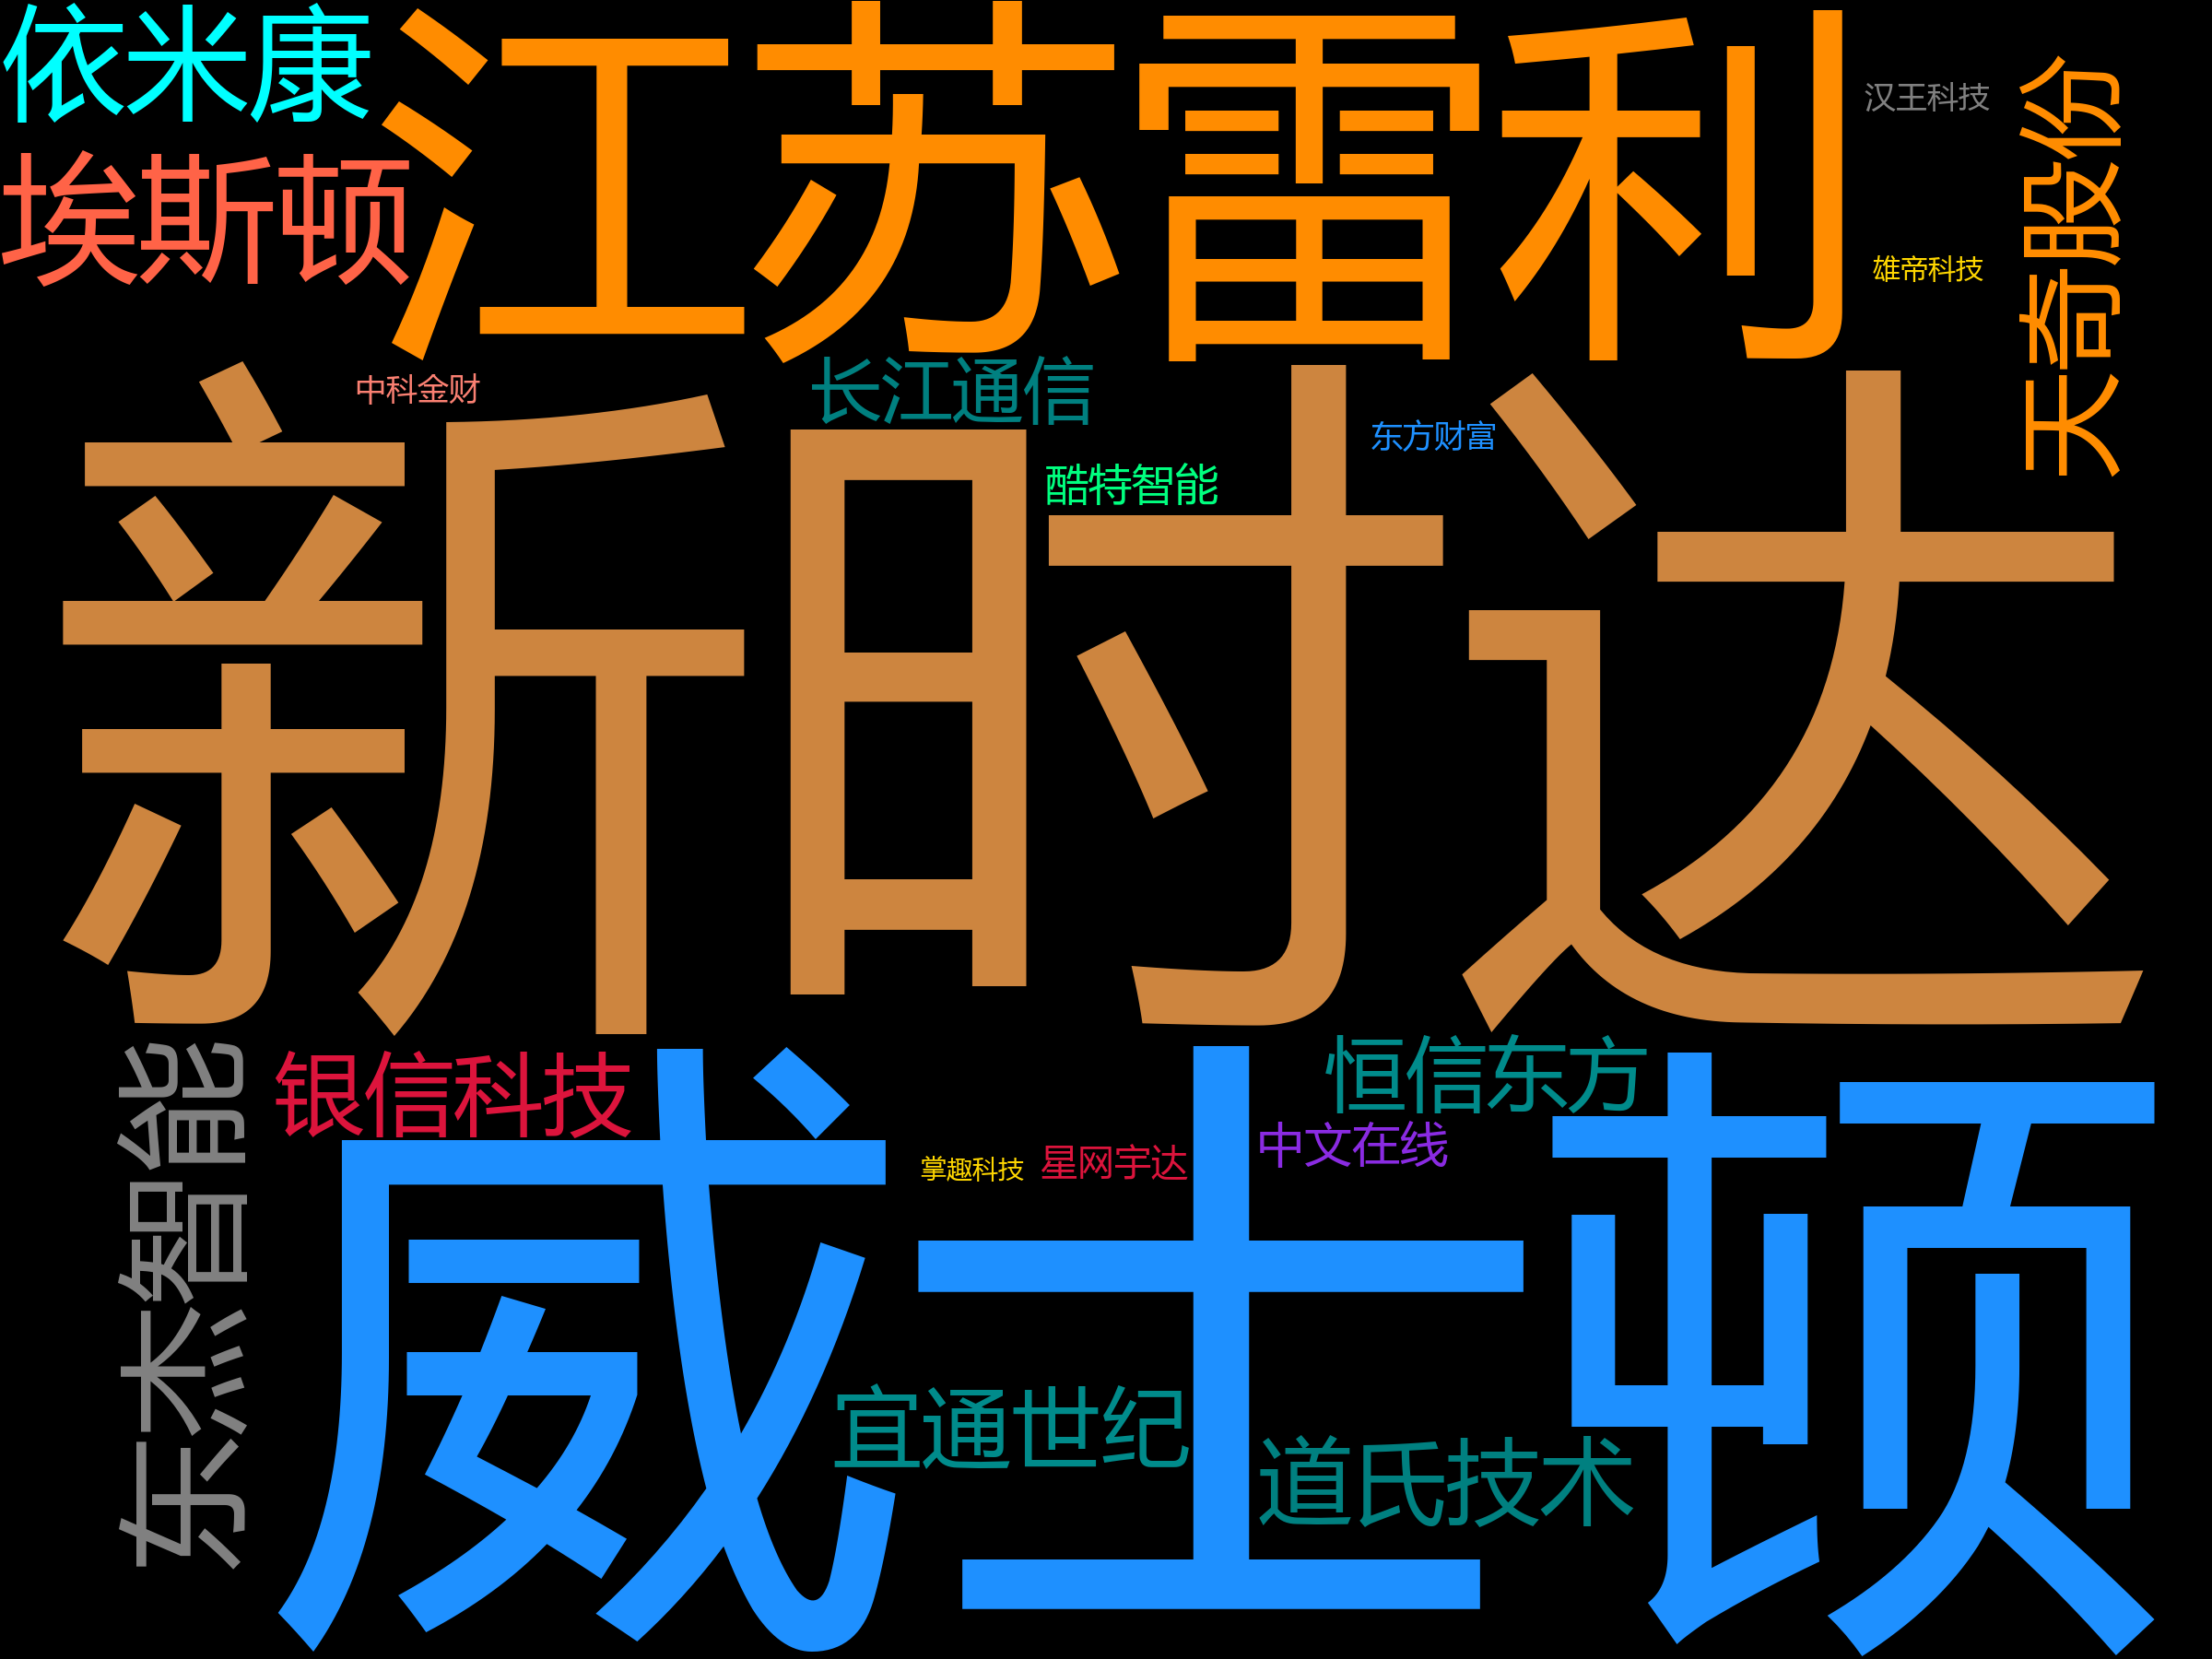 依米康
江苏雷利
汉王科技
天奇股份
埃斯顿
雄帝科技
中科金财
长江通信
东方财富
酷特智能
新时达
东杰智能
银信科技
恒信东方
中文在线
掌趣科技
星网宇达
威士顿
宜通世纪
道氏技术